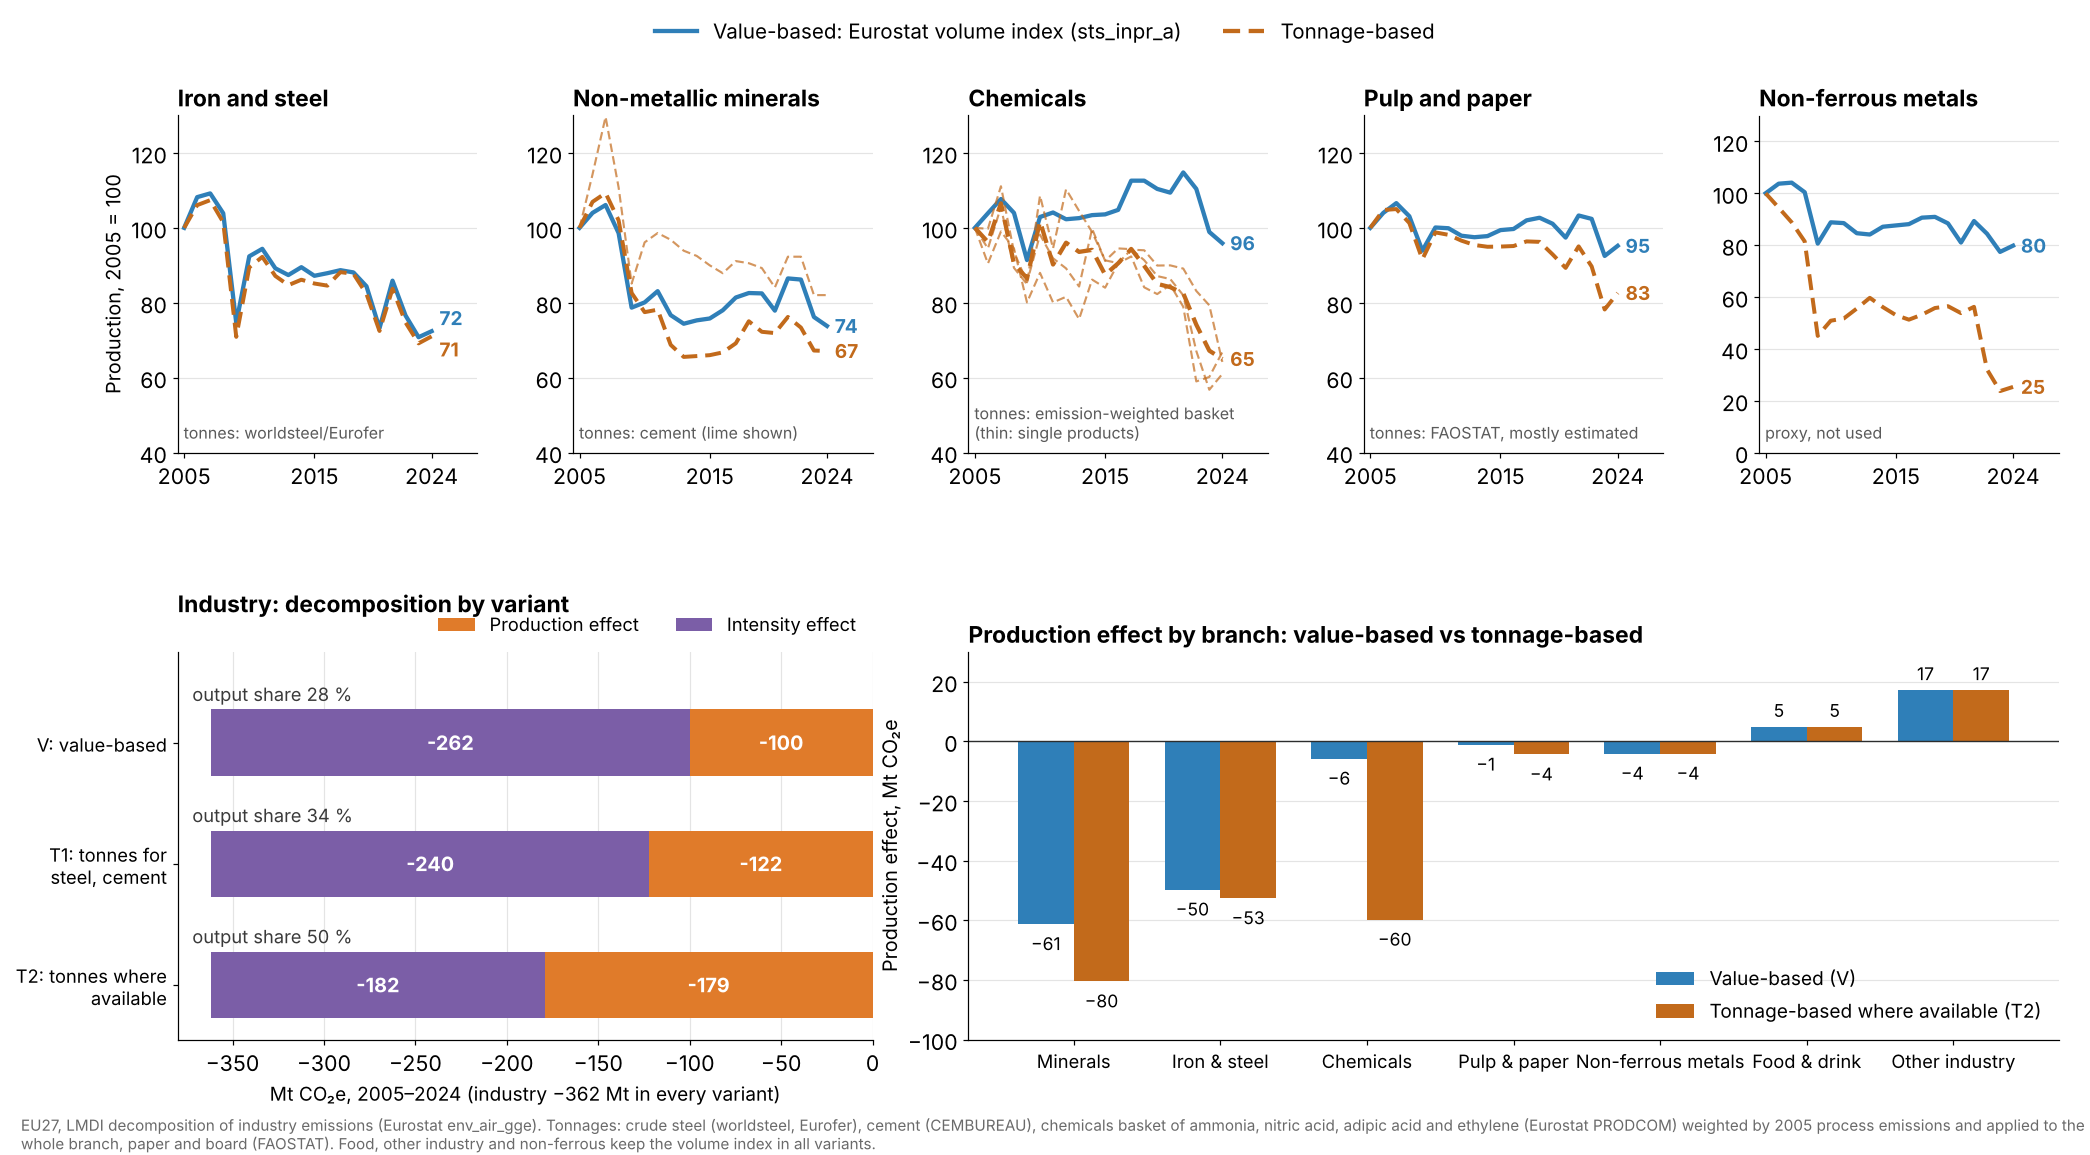 Value-based: Eurostat volume index (sts_inpr_a)
Tonnage-based
Iron and steel
Production, 2005 = 100
120
100
80
60
40
2005
2015
2024
72
71
tonnes: worldsteel/Eurofer
Non-metallic minerals
120
100
80
60
40
2005
2015
2024
74
67
tonnes: cement (lime shown)
Chemicals
120
100
80
60
40
2005
2015
2024
96
65
tonnes: emission-weighted basket
(thin: single products)
Pulp and paper
120
100
80
60
40
2005
2015
2024
95
83
tonnes: FAOSTAT, mostly estimated
Non-ferrous metals
120
100
80
60
40
20
0
2005
2015
2024
80
25
proxy, not used
Industry: decomposition by variant
Production effect
Intensity effect
output share 28 %
V: value-based
-262
-100
output share 34 %
T1: tonnes for
steel, cement
-240
-122
output share 50 %
T2: tonnes where
available
-182
-179
−350
−300
−250
−200
−150
−100
−50
0
Mt CO₂e, 2005–2024 (industry −362 Mt in every variant)
Production effect by branch: value-based vs tonnage-based
Production effect, Mt CO₂e
20
0
−20
−40
−60
−80
−100
−61
−80
−50
−53
−6
−60
−1
−4
−4
−4
5
5
17
17
Value-based (V)
Tonnage-based where available (T2)
Minerals
Iron & steel
Chemicals
Pulp & paper
Non-ferrous metals
Food & drink
Other industry
EU27, LMDI decomposition of industry emissions (Eurostat env_air_gge). Tonnages: crude steel (worldsteel, Eurofer), cement (CEMBUREAU), chemicals basket of ammonia, nitric acid, adipic acid and ethylene (Eurostat PRODCOM) weighted by 2005 process emissions and applied to the
whole branch, paper and board (FAOSTAT). Food, other industry and non-ferrous keep the volume index in all variants.